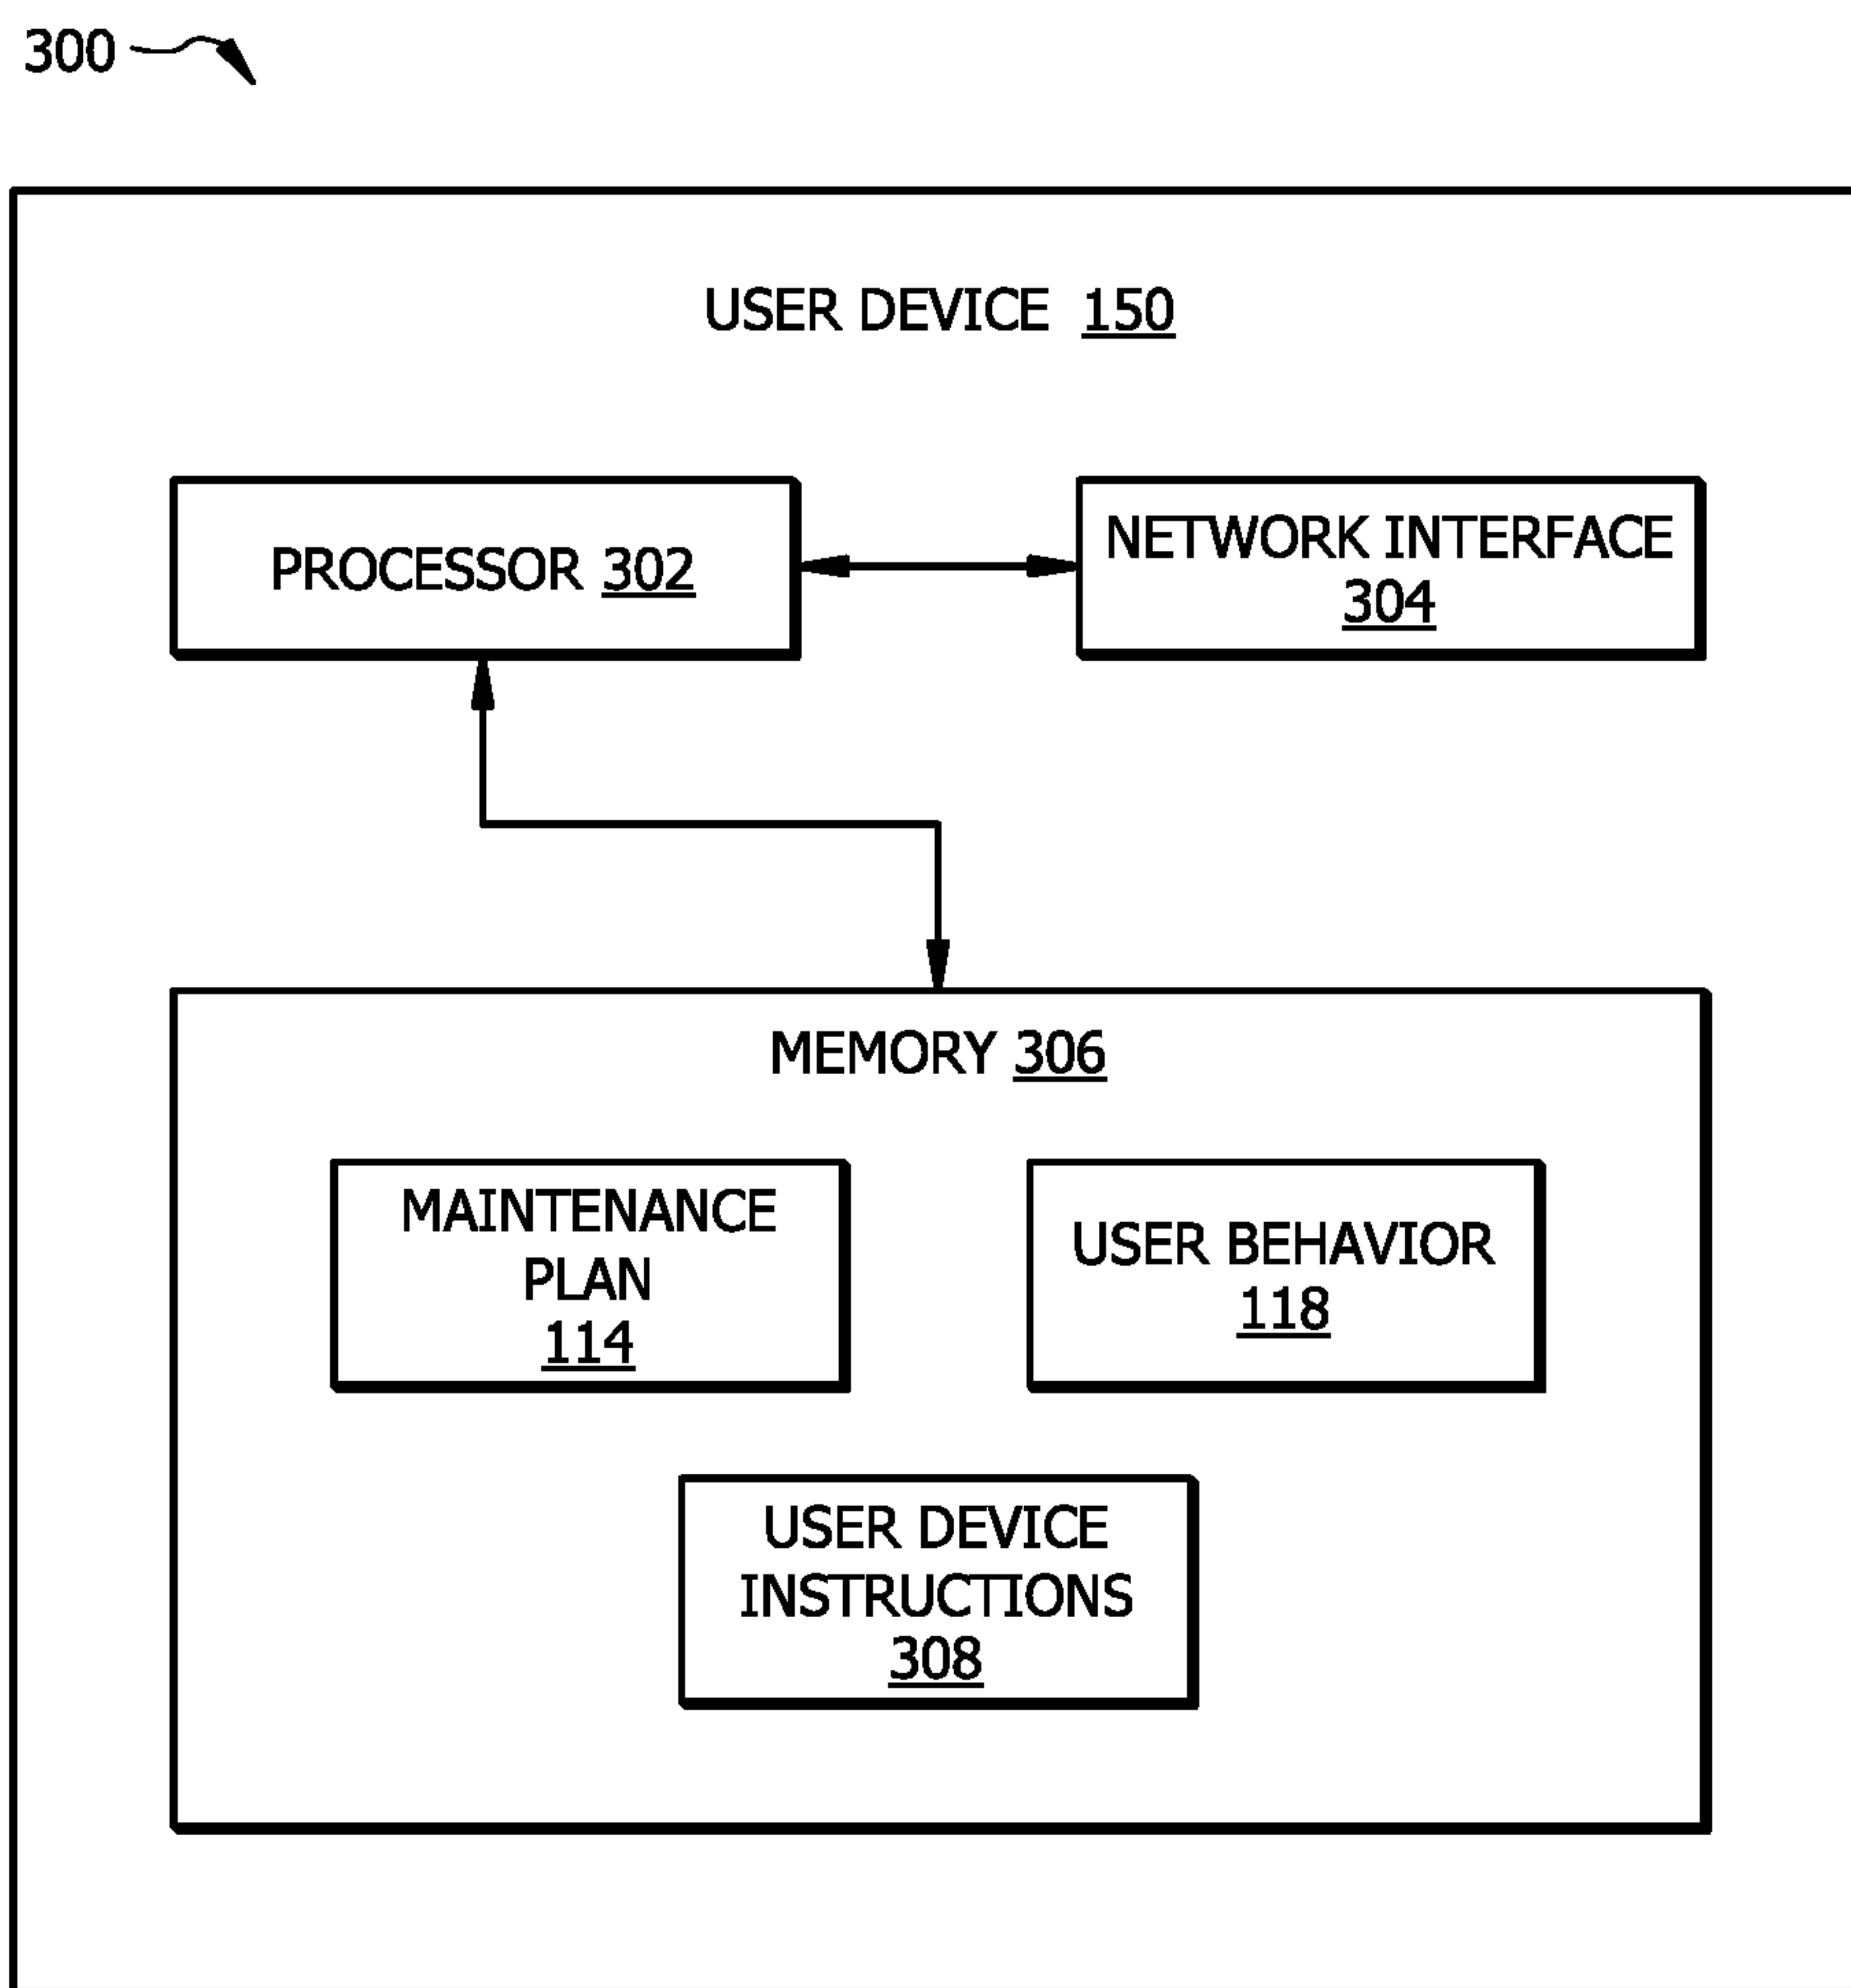 300
USER DEVICE 150
PROCESSOR 302
NETWORK INTERFACE
304
MEMORY 306
MAINTENANCE
PLAN
114
USER BEHAVIOR
118
USER DEVICE
INSTRUCTIONS
308